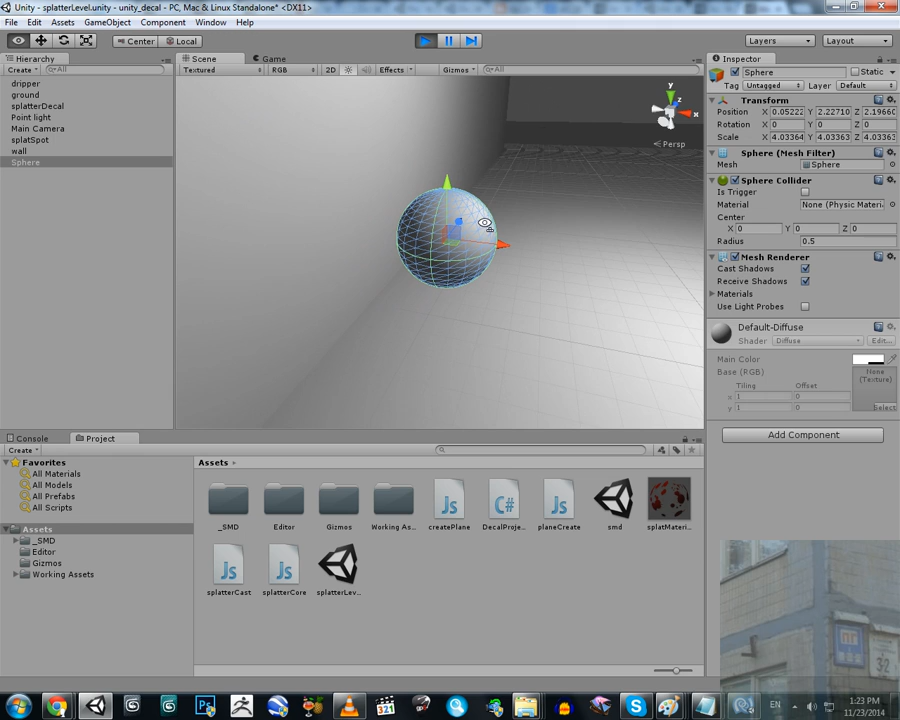 Unity - splatterLevel.unity - unity_decal - PC, Mac & Linux Standalone* <DX11>
File Edit Assets GameObject Component Window Help
Center Local Layers Layout
Hierarchy
Create All
dripper
ground
splatterDecal
Point light
Main Camera
splatSpot
wall
Sphere
Scene Game
Textured RGB 2D Effects Gizmos All
y
z
x
Persp
Inspector
Sphere Static
Tag Untagged Layer Default
Transform
Position X 0.05222 Y 2.22710 Z 2.19660
Rotation X 0 Y 0 Z 0
Scale X 4.03364 Y 4.03363 Z 4.03363
Sphere (Mesh Filter)
Mesh Sphere
Sphere Collider
Is Trigger
Material None (Physic Materi
Center
X 0 Y 0 Z 0
Radius 0.5
Mesh Renderer
Cast Shadows
Receive Shadows
Materials
Use Light Probes
Default-Diffuse
Shader Diffuse Edit...
Main Color
Base (RGB) None
(Texture)
Tiling Offset
x 1 0
y 1 0
Select
Add Component
Console Project
Create
Favorites
All Materials
All Models
All Prefabs
All Scripts
Assets
_SMD
Editor
Gizmos
Working Assets
Assets
_SMD Editor Gizmos Working As... createPlane DecalProje... planeCreate smd splatMateri...
splatterCast splatterCore splatterLev...
321
EN 1:23 PM
11/23/2014
ПГ
32